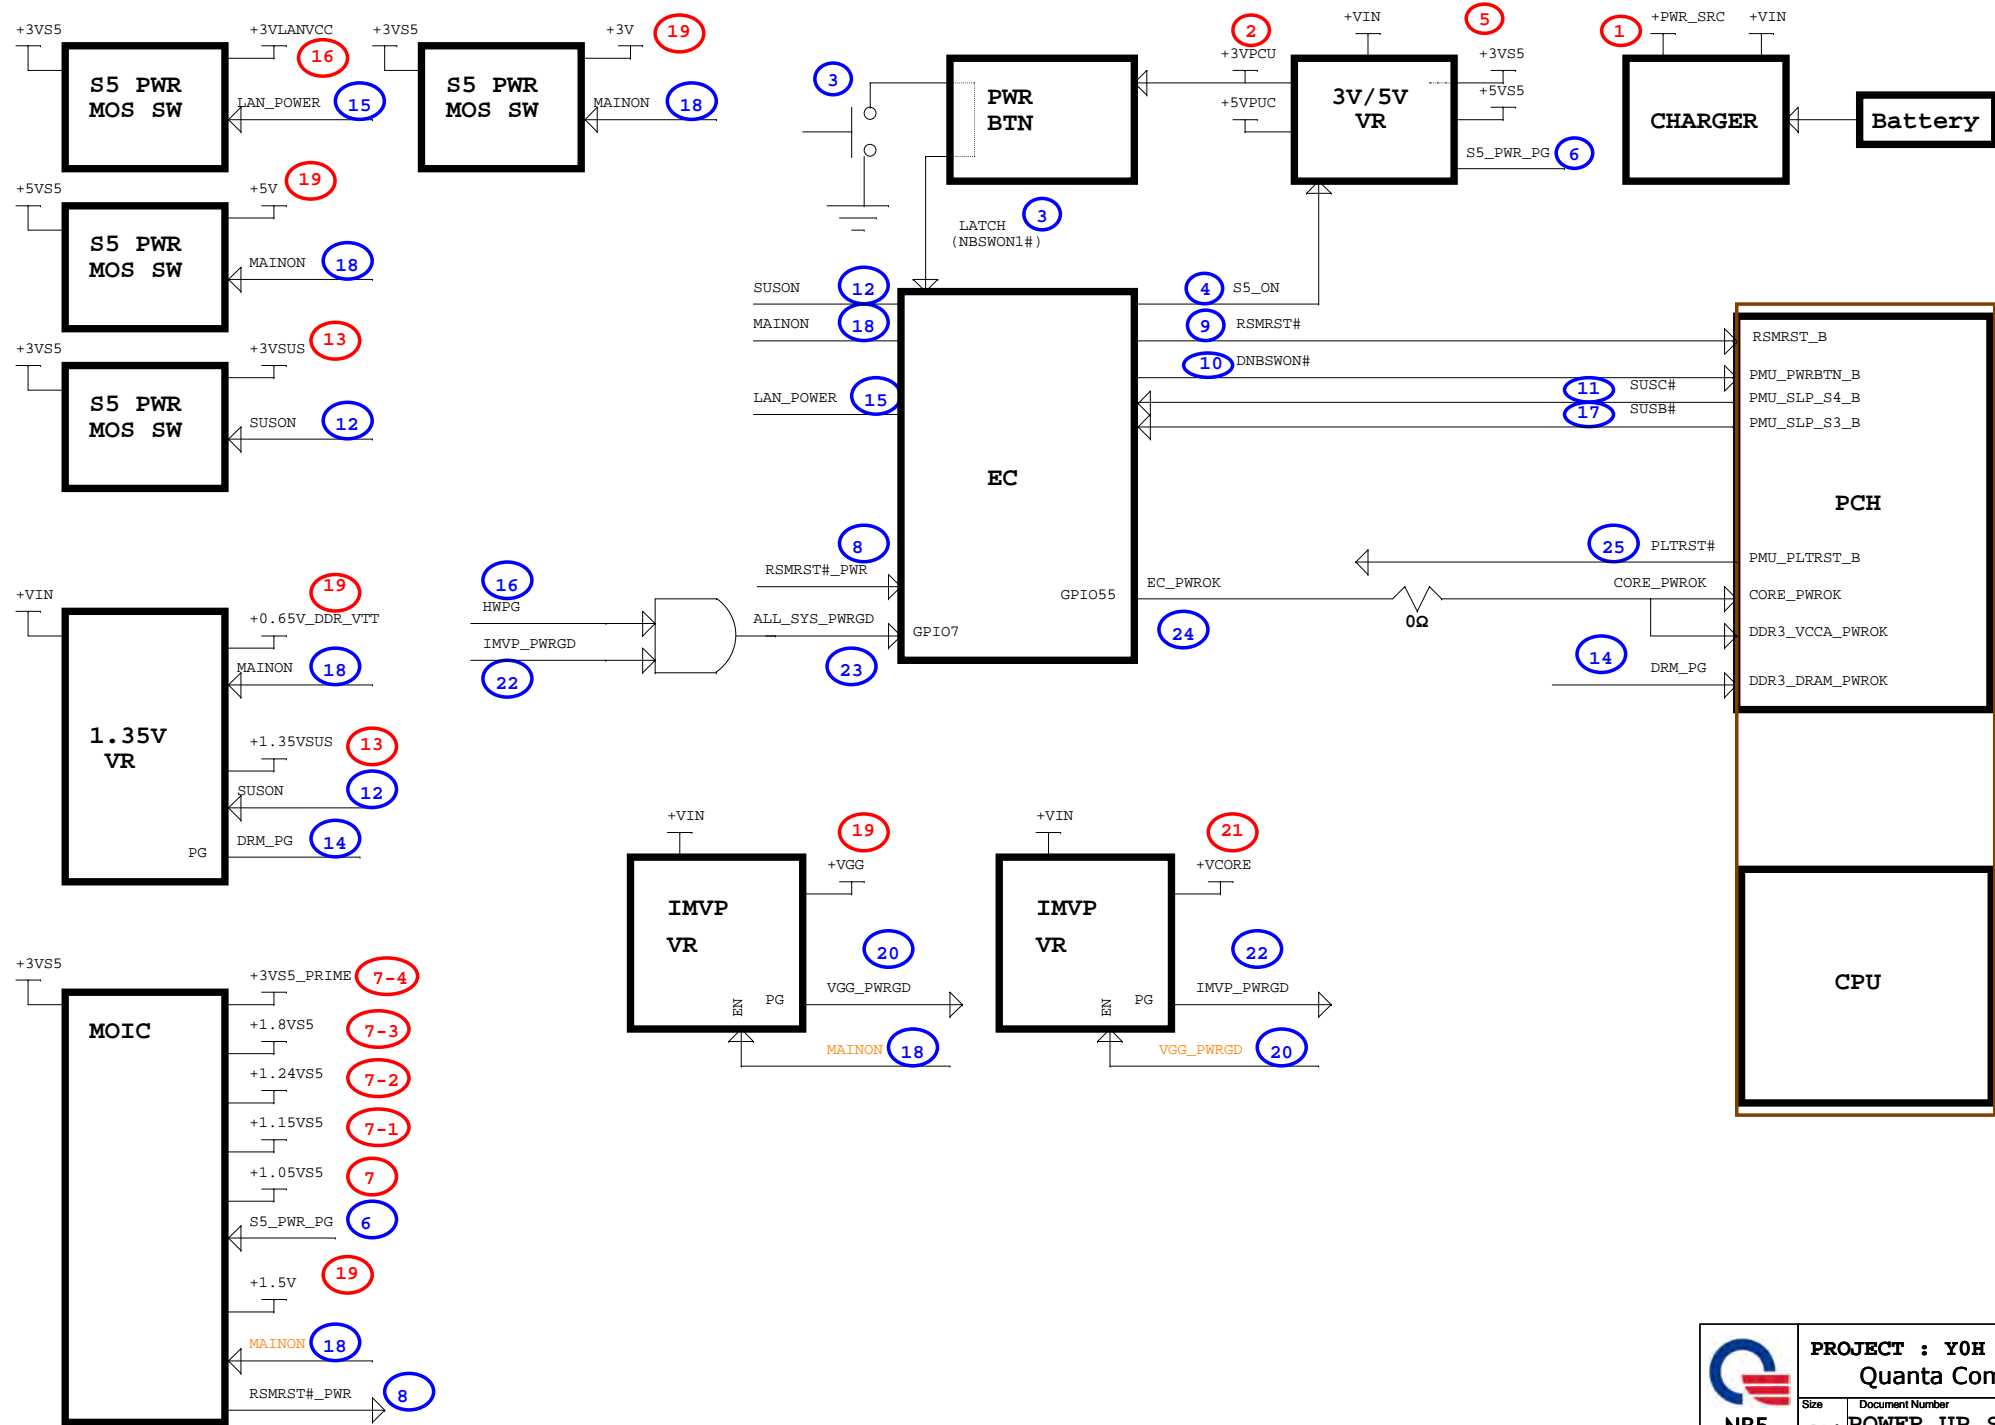 +3VS5
+3VLANVCC
16
S5 PWR
MOS SW
LAN_POWER
15
+3VS5
+3V
19
S5 PWR
MOS SW
MAINON
18
3
PWR
BTN
2
+3VPCU
+5VPUC
+VIN
5
3V/5V
VR
+3VS5
+5VS5
S5_PWR_PG
6
1
+PWR_SRC
+VIN
CHARGER
Battery
+5VS5
+5V
19
S5 PWR
MOS SW
MAINON
18
LATCH
(NBSWON1#)
3
+3VS5
+3VSUS
13
S5 PWR
MOS SW
SUSON
12
SUSON
12
MAINON
18
LAN_POWER
15
EC
4
S5_ON
9
RSMRST#
10
DNBSWON#
11
SUSC#
17
SUSB#
RSMRST_B
PMU_PWRBTN_B
PMU_SLP_S4_B
PMU_SLP_S3_B
PCH
8
RSMRST#_PWR
16
HWPG
IMVP_PWRGD
22
ALL_SYS_PWRGD
23
GPIO7
GPIO55
EC_PWROK
24
0Ω
25
PLTRST#
PMU_PLTRST_B
CORE_PWROK
CORE_PWROK
DDR3_VCCA_PWROK
14
DRM_PG
DDR3_DRAM_PWROK
+VIN
19
+0.65V_DDR_VTT
MAINON
18
1.35V
VR
+1.35VSUS
13
SUSON
12
DRM_PG
14
PG
+VIN
19
+VGG
IMVP
VR
20
VGG_PWRGD
EN
PG
MAINON
18
+VIN
21
+VCORE
IMVP
VR
22
IMVP_PWRGD
EN
PG
VGG_PWRGD
20
CPU
+3VS5
MOIC
+3VS5_PRIME
7-4
+1.8VS5
7-3
+1.24VS5
7-2
+1.15VS5
7-1
+1.05VS5
7
S5_PWR_PG
6
+1.5V
19
MAINON
18
RSMRST#_PWR
8
PROJECT : Y0H
Quanta Com
Size
Document Number
POWER UP S